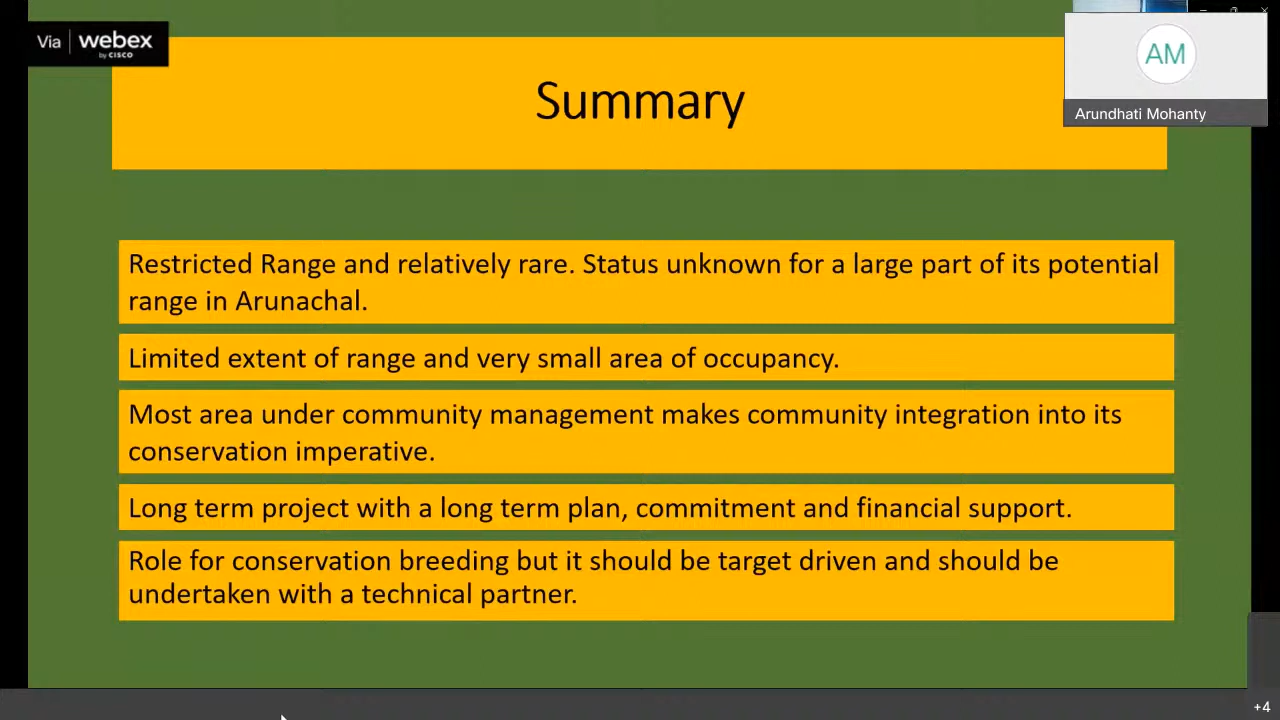 Via webex
by CISCO
AM
Arundhati Mohanty
Summary
Restricted Range and relatively rare. Status unknown for a large part of its potential
range in Arunachal.
Limited extent of range and very small area of occupancy.
Most area under community management makes community integration into its
conservation imperative.
Long term project with a long term plan, commitment and financial support.
Role for conservation breeding but it should be target driven and should be
undertaken with a technical partner.
+4